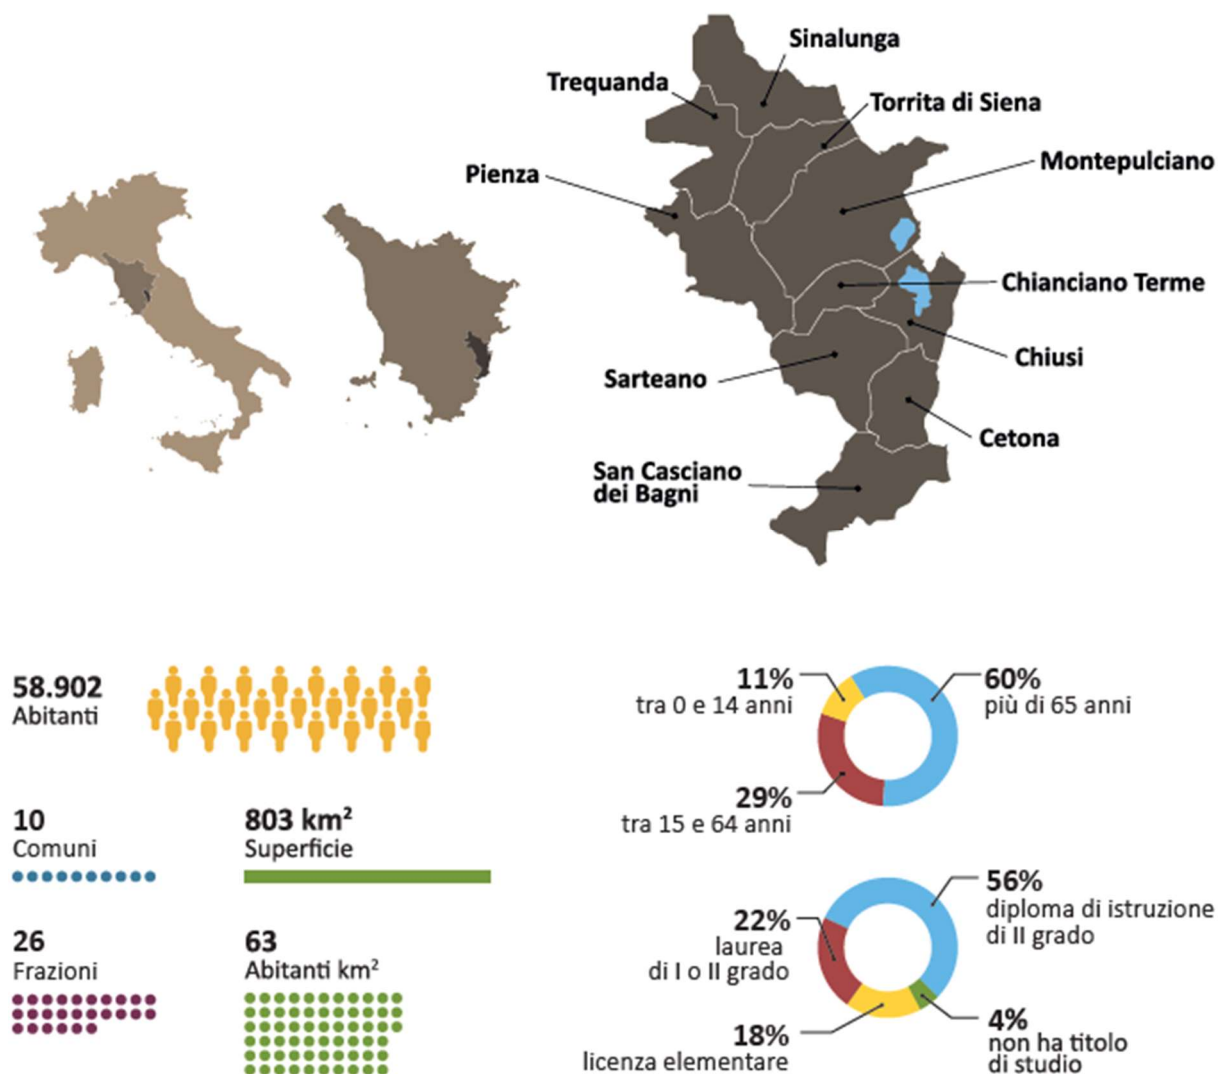 Sinalunga
Trequanda
Torrita di Siena
Montepulciano
Pienza
Chianciano Terme
Chiusi
Sarteano
Cetona
San Casciano
dei Bagni
58.902
Abitanti
10
Comuni
803 km²
Superficie
26
Frazioni
63
Abitanti km²
11%
tra 0 e 14 anni
60%
più di 65 anni
29%
tra 15 e 64 anni
56%
diploma di istruzione
di II grado
22%
laurea
di I o II grado
18%
licenza elementare
4%
non ha titolo
di studio